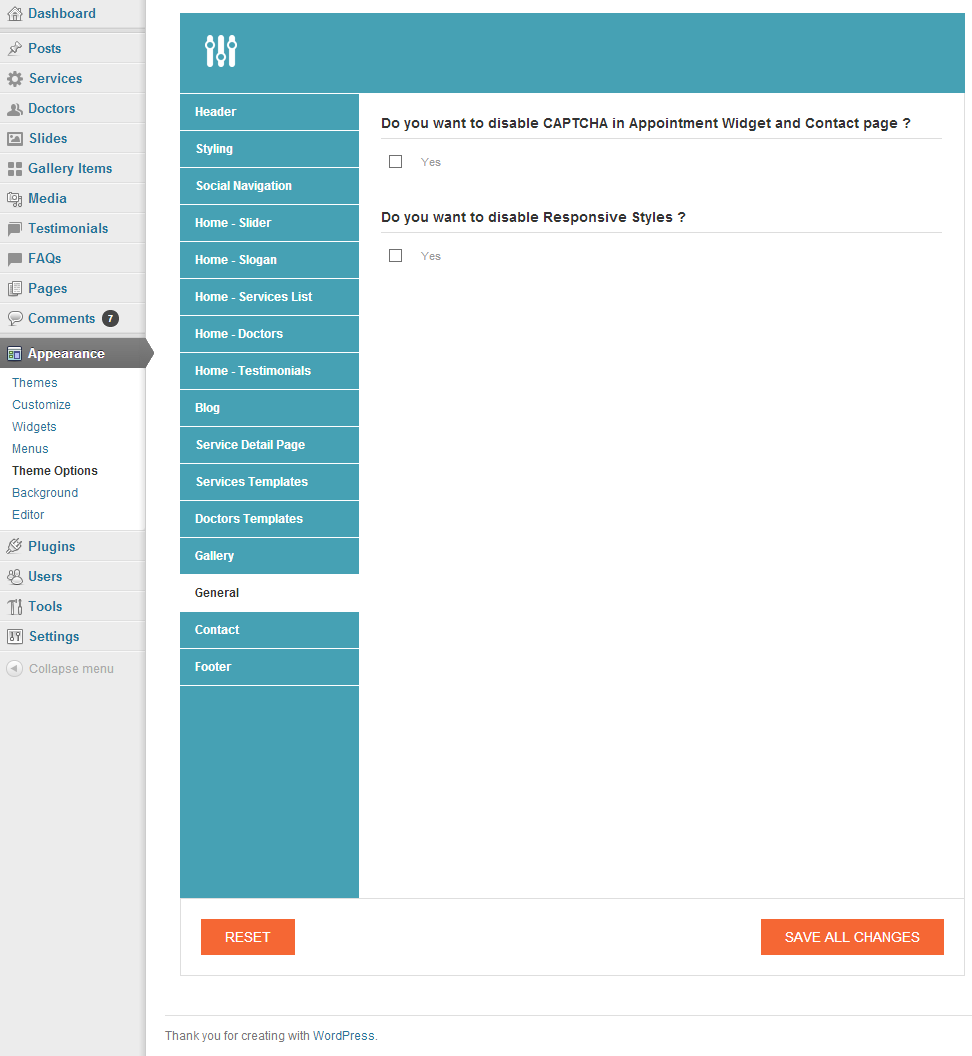 Dashboard
Posts
Services
Doctors
Slides
Gallery Items
Media
Testimonials
FAQs
Pages
Comments 7
Appearance
Themes
Customize
Widgets
Menus
Theme Options
Background
Editor
Plugins
Users
Tools
Settings
Collapse menu
Header
Styling
Social Navigation
Home - Slider
Home - Slogan
Home - Services List
Home - Doctors
Home - Testimonials
Blog
Service Detail Page
Services Templates
Doctors Templates
Gallery
General
Contact
Footer
Do you want to disable CAPTCHA in Appointment Widget and Contact page ?
Yes
Do you want to disable Responsive Styles ?
Yes
RESET
SAVE ALL CHANGES
Thank you for creating with WordPress.